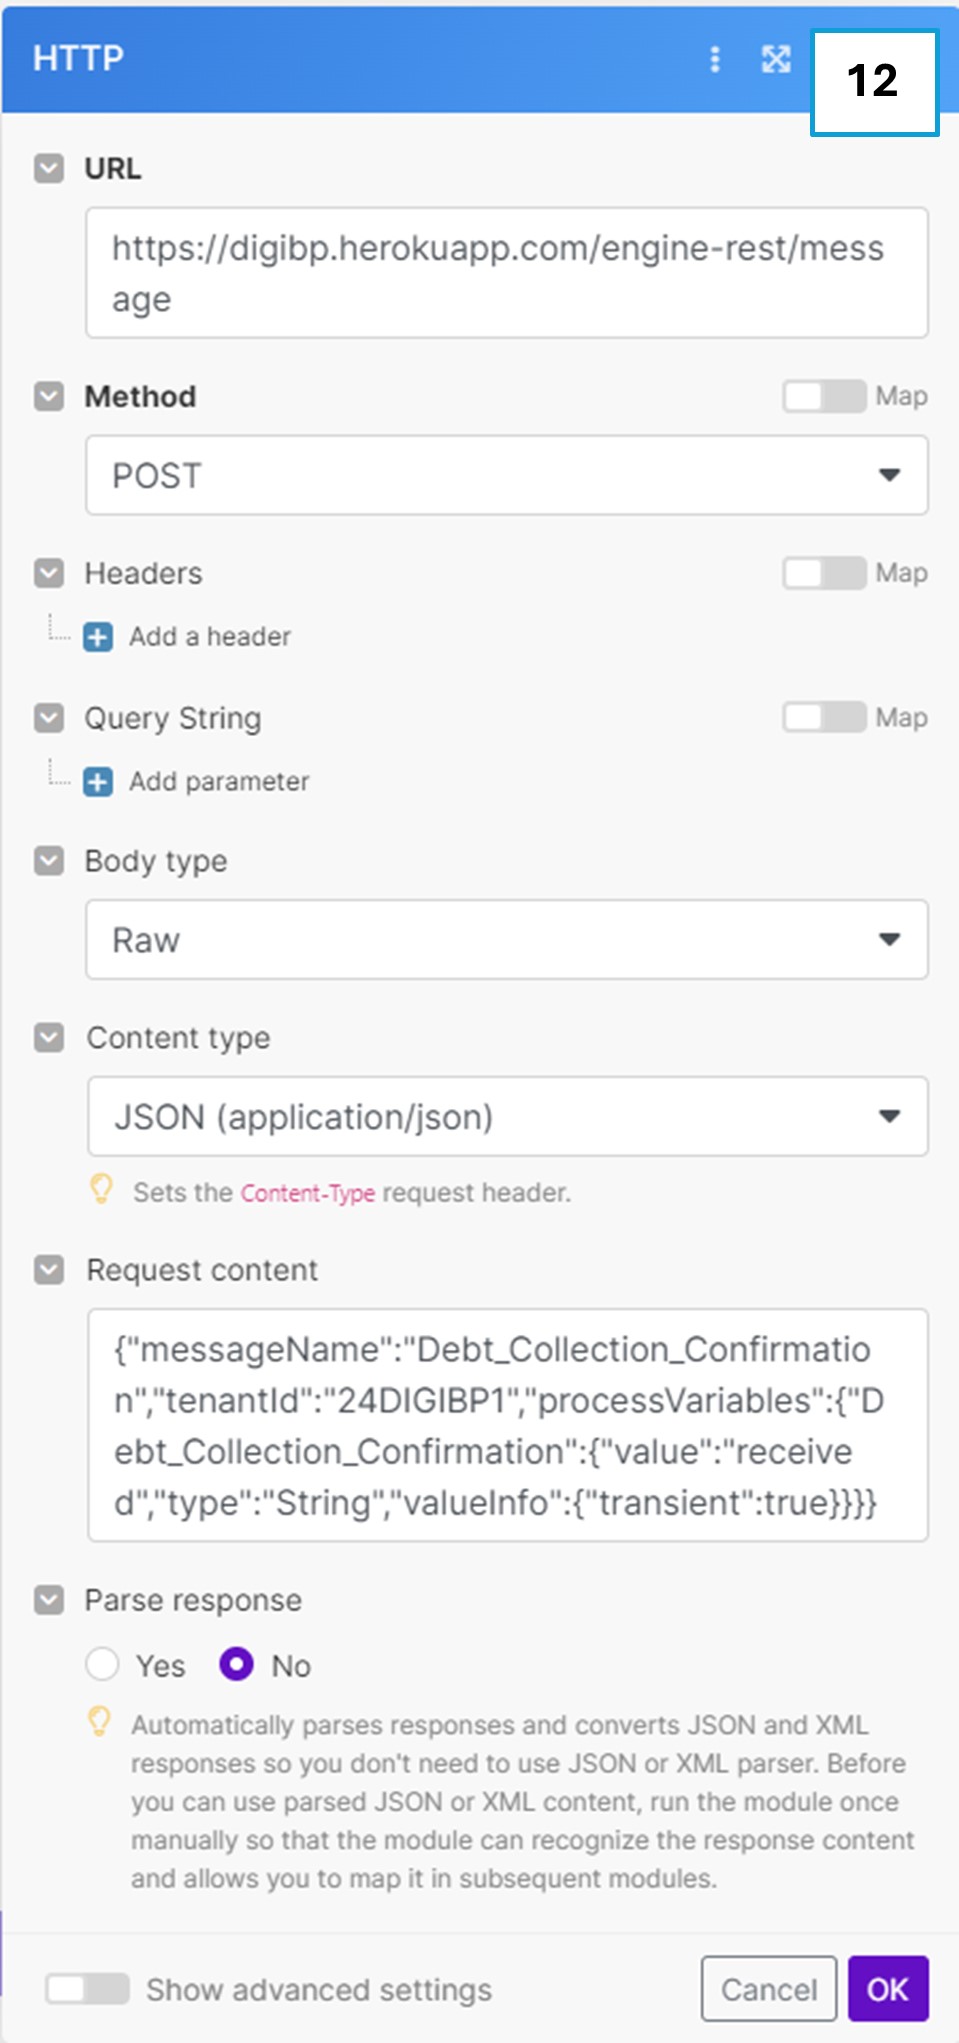 HTTP
12
URL
https://digibp.herokuapp.com/engine-rest/mess
age
Method
Map
POST
Headers
Map
Add a header
Query String
Map
Add parameter
Body type
Raw
Content type
JSON (application/json)
Sets the Content-Type request header.
Request content
{"messageName":"Debt_Collection_Confirmatio
n","tenantId":"24DIGIBP1","processVariables":{"D
ebt_Collection_Confirmation":{"value":"receive
d","type":"String","valueInfo":{"transient":true}}}}
Parse response
Yes No
Automatically parses responses and converts JSON and XML
responses so you don't need to use JSON or XML parser. Before
you can use parsed JSON or XML content, run the module once
manually so that the module can recognize the response content
and allows you to map it in subsequent modules.
Show advanced settings
Cancel
OK